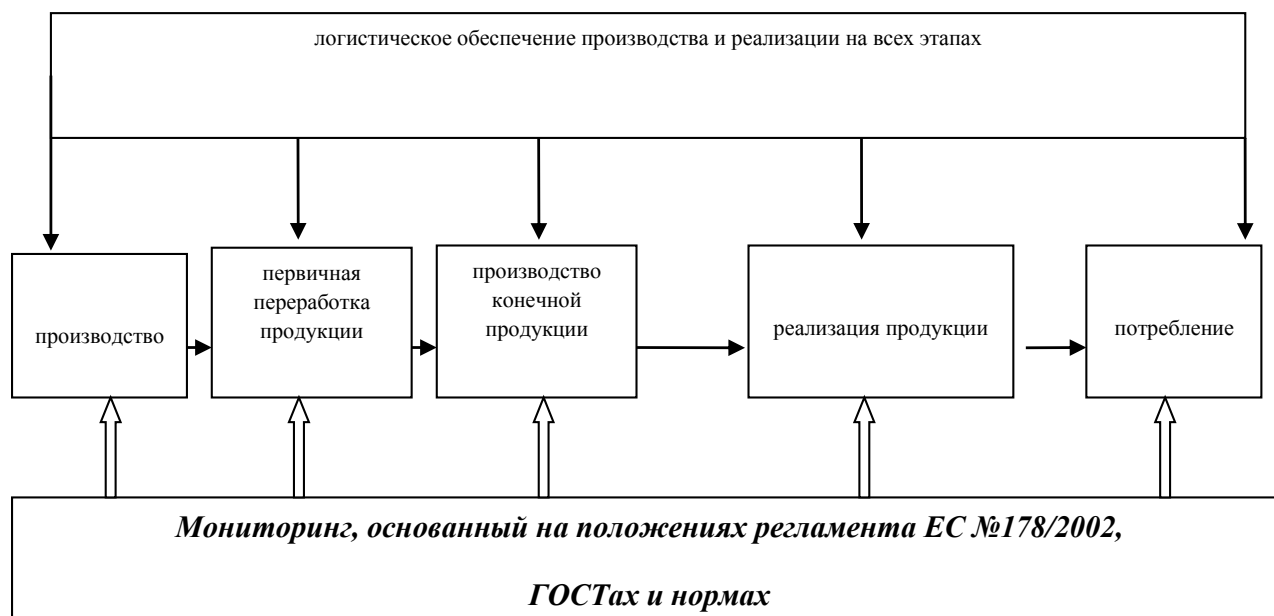 логистическое обеспечение производства и реализации на всех этапах
производство
первичная
переработка
продукции
производство
конечной
продукции
реализация продукции
потребление
Мониторинг, основанный на положениях регламента ЕС №178/2002,
ГОСТах и нормах